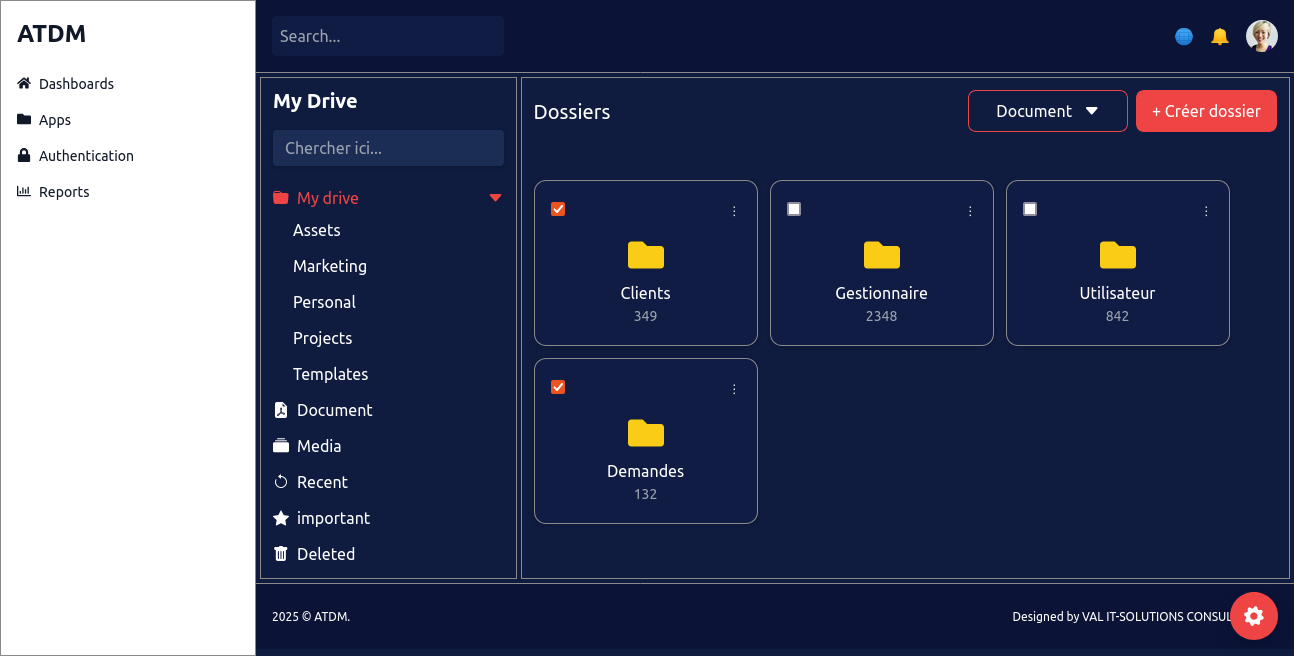 ATDM
Dashboards
Apps
Authentication
Reports
Search...
My Drive
Chercher ici...
My drive
Assets
Marketing
Personal
Projects
Templates
Document
Media
Recent
important
Deleted
Dossiers
Document
+ Créer dossier
Clients
349
Gestionnaire
2348
Utilisateur
842
Demandes
132
2025 © ATDM.
Designed by VAL IT-SOLUTIONS CONSUL